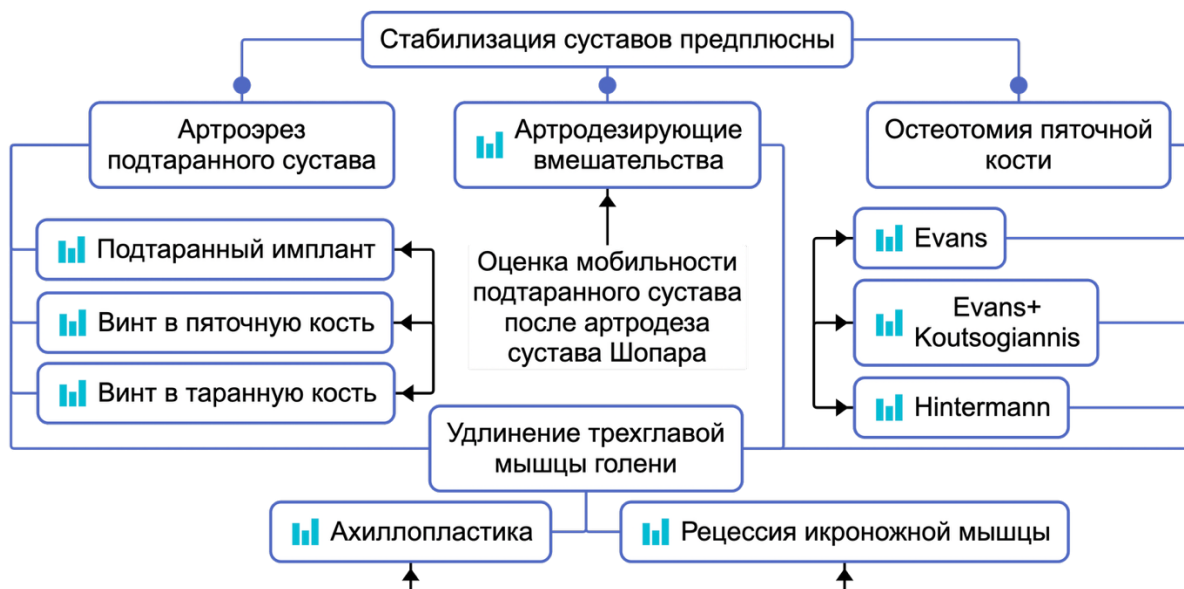 Стабилизация суставов предплюсны
Артроэрез
подтаранного сустава
Артродезирующие
вмешательства
Остеотомия пяточной
кости
Подтаранный имплант
Винт в пяточную кость
Винт в таранную кость
Оценка мобильности
подтаранного сустава
после артродеза
сустава Шопара
Evans
Evans+
Koutsogiannis
Hintermann
Удлинение трехглавой
мышцы голени
Ахиллопластика
Рецессия икроножной мышцы